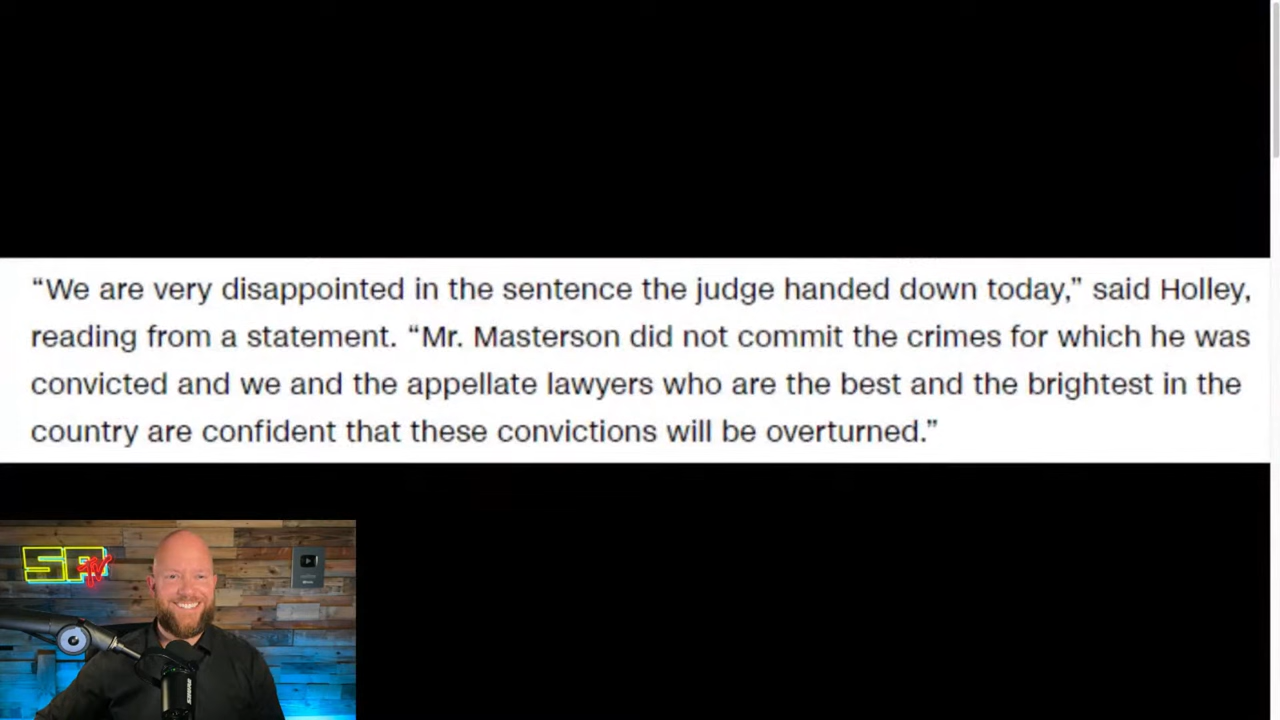 “We are very disappointed in the sentence the judge handed down today,” said Holley,
reading from a statement. “Mr. Masterson did not commit the crimes for which he was
convicted and we and the appellate lawyers who are the best and the brightest in the
country are confident that these convictions will be overturned.”
SPTV